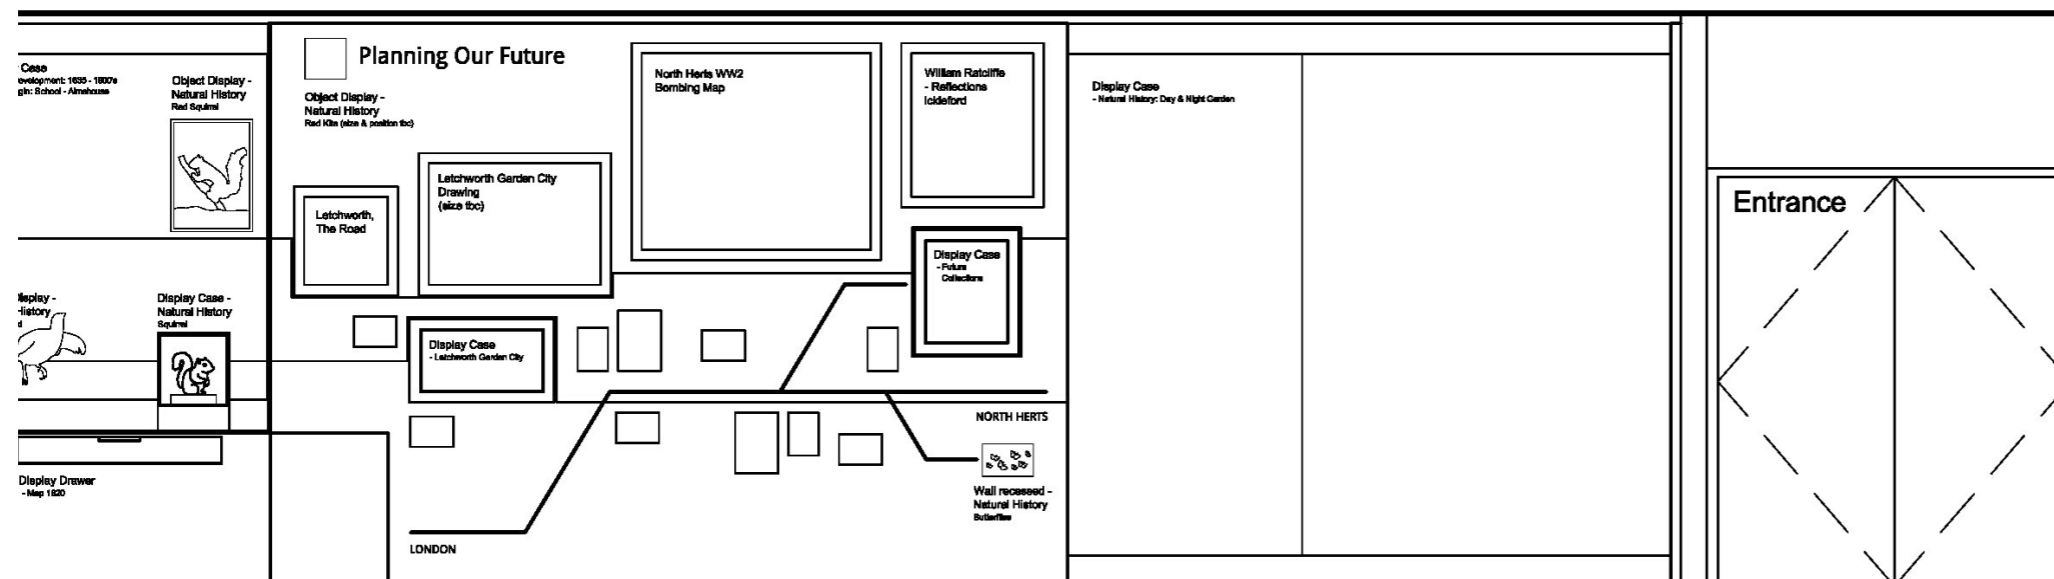 Case
evelopment: 1635 - 1800's
gin: School - Almshouse
Object Display -
Natural History
Red Squirrel
Planning Our Future
Object Display -
Natural History
Red Kite (size & position tbc)
North Herts WW2
Bombing Map
William Ratcliffe
- Reflections
Ickleford
Display Case
- Natural History: Day & Night Garden
Entrance
Letchworth Garden City
Drawing
(size tbc)
Letchworth,
The Road
Display Case
- Future
Collections
isplay -
History
Display Case -
Natural History
Squirrel
Display Case
- Letchworth Garden City
NORTH HERTS
Display Drawer
- Map 1820
Wall recessed -
Natural History
Butterflies
LONDON